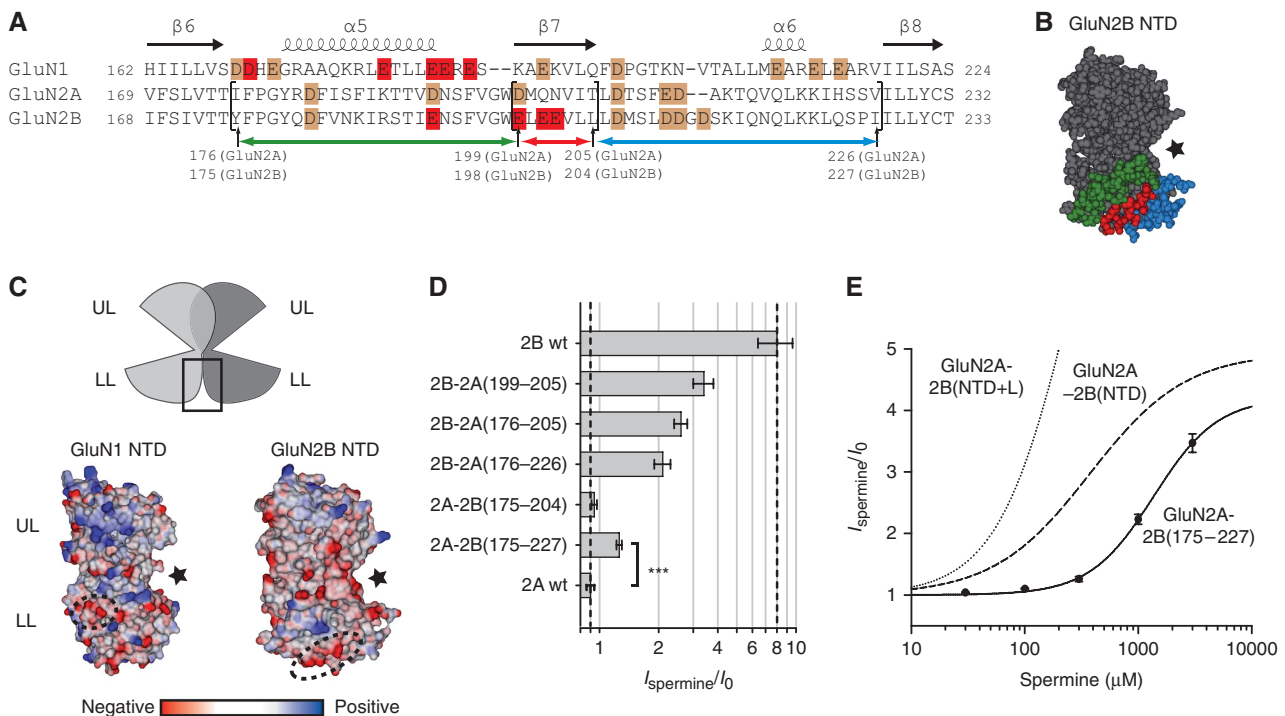 A
β6
α5
β7
α6
β8
GluN1 162 HIILLVSDDHEGRAAQKRLETLLEERES--KAEKVLQFDPGTKN-VTALLMEARELEARVIILSAS 224
GluN2A 169 VFSLVTTIFPGYRDFISFIKTTVDNSFVGWDMQNVITLDTSFED--AKTQVQLKKIHSSVILLYCS 232
GluN2B 168 IFSIVTTYFPGYQDFVNKIRSTIENSFVGWELEEVLLLDMSLDDGDSKIQNQLKKLQSPIILLYCT 233
176(GluN2A)
175(GluN2B)
199(GluN2A)
198(GluN2B)
205(GluN2A)
204(GluN2B)
226(GluN2A)
227(GluN2B)
B
GluN2B NTD
C
UL
UL
LL
LL
GluN1 NTD
GluN2B NTD
UL
LL
Negative
Positive
D
2B wt
2B-2A(199–205)
2B-2A(176–205)
2B-2A(176–226)
2A-2B(175–204)
2A-2B(175–227)
2A wt
***
1 2 4 6 8 10
Ispermine/I0
E
Ispermine/I0
5
4
3
2
1
GluN2A-
2B(NTD+L)
GluN2A
–2B(NTD)
GluN2A-
2B(175–227)
10 100 1000 10000
Spermine (μM)